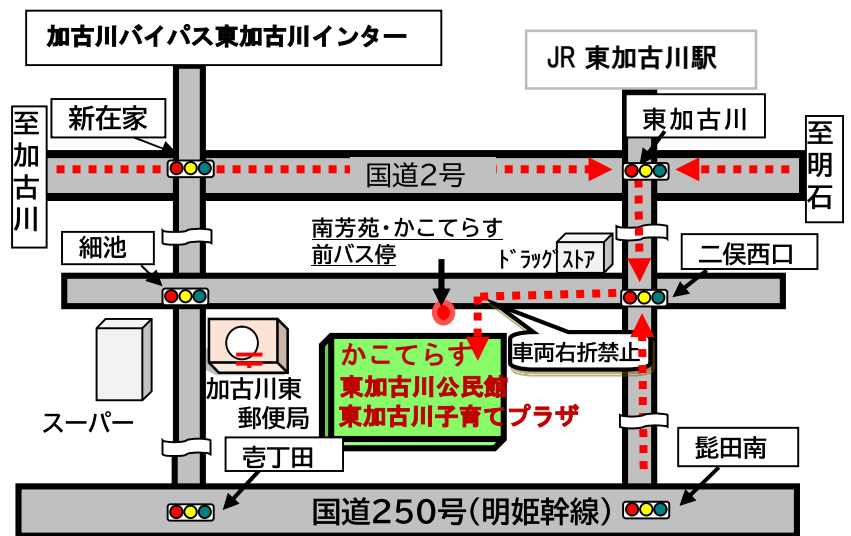 加古川バイパス東加古川インター
JR 東加古川駅
新在家
東加古川
至加古川
至明石
国道2号
南芳苑・かこてらす
前バス停
細池
ドラッグストア
二俣西口
車両右折禁止
かこてらす
東加古川公民館
東加古川子育てプラザ
加古川東
郵便局
スーパー
壱丁田
髭田南
国道250号(明姫幹線)